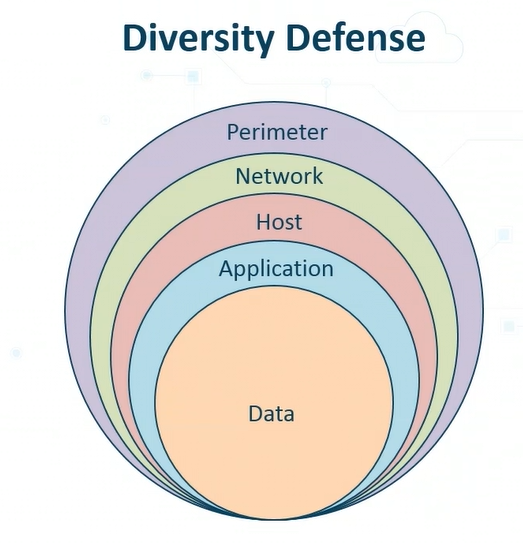 Diversity Defense
Perimeter
Network
Host
Application
Data